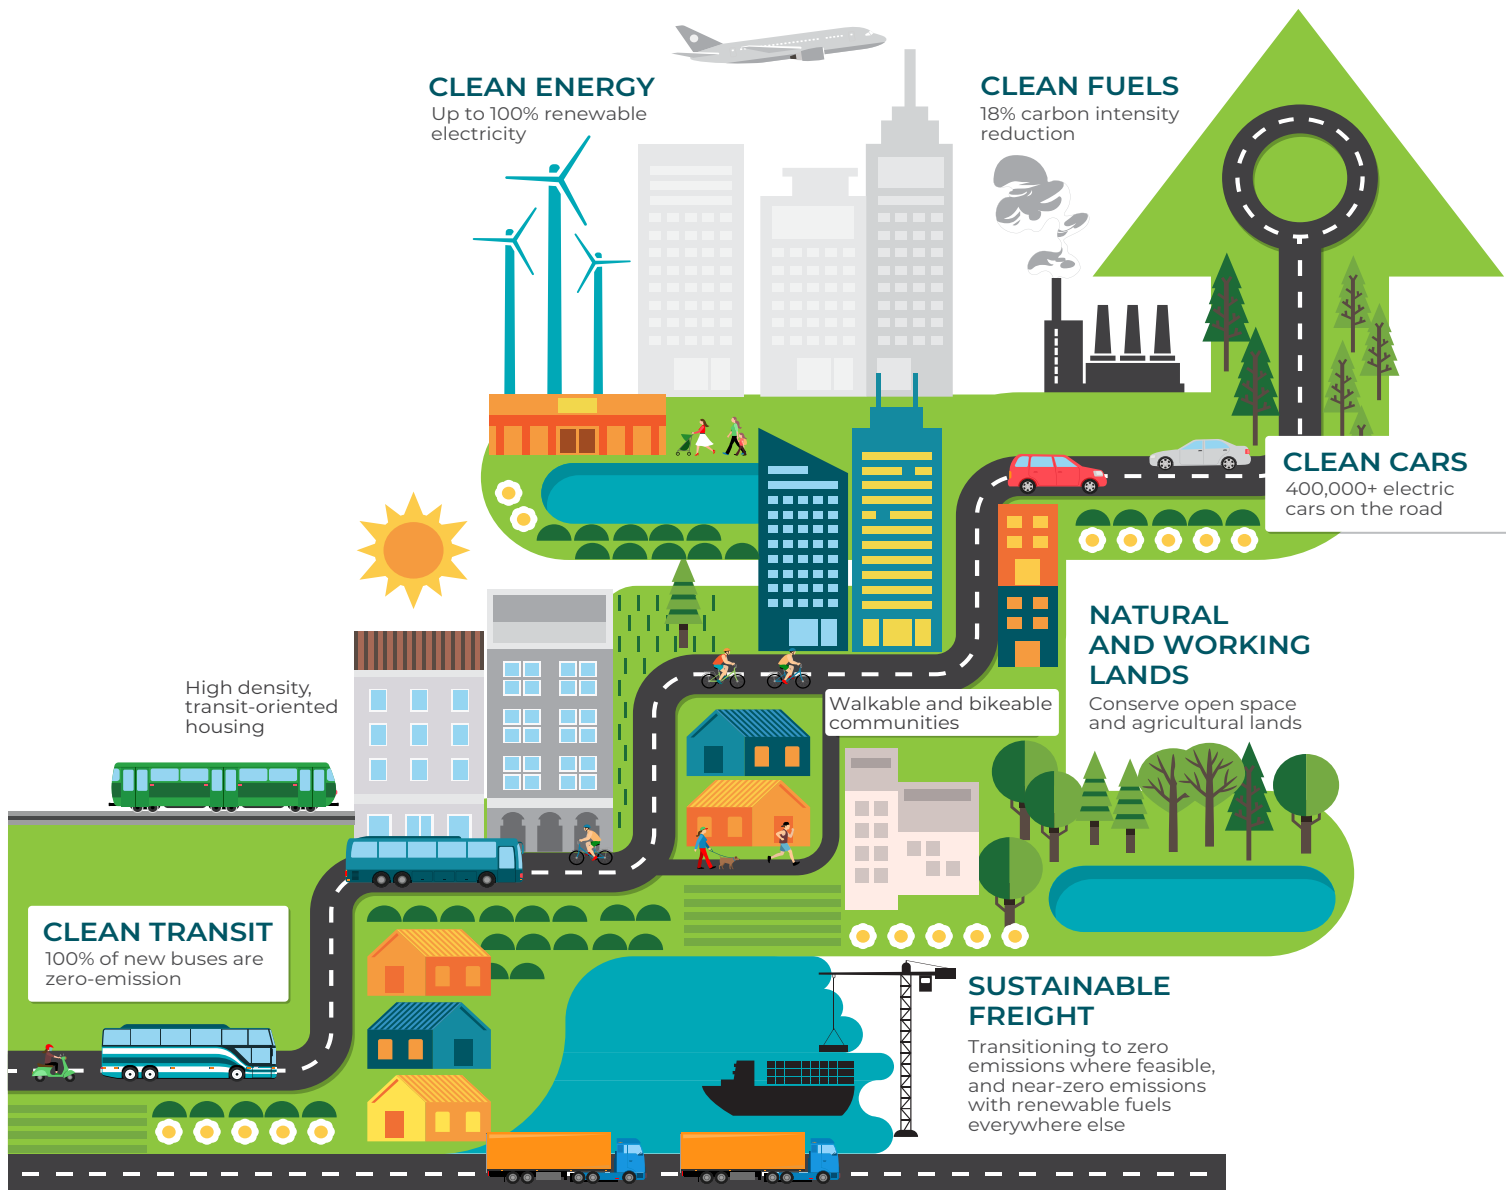 CLEAN ENERGY
Up to 100% renewable
electricity
CLEAN FUELS
18% carbon intensity
reduction
CLEAN CARS
400,000+ electric
cars on the road
NATURAL
AND WORKING
LANDS
Conserve open space
and agricultural lands
High density,
transit-oriented
housing
Walkable and bikeable
communities
CLEAN TRANSIT
100% of new buses are
zero-emission
SUSTAINABLE
FREIGHT
Transitioning to zero
emissions where feasible,
and near-zero emissions
with renewable fuels
everywhere else